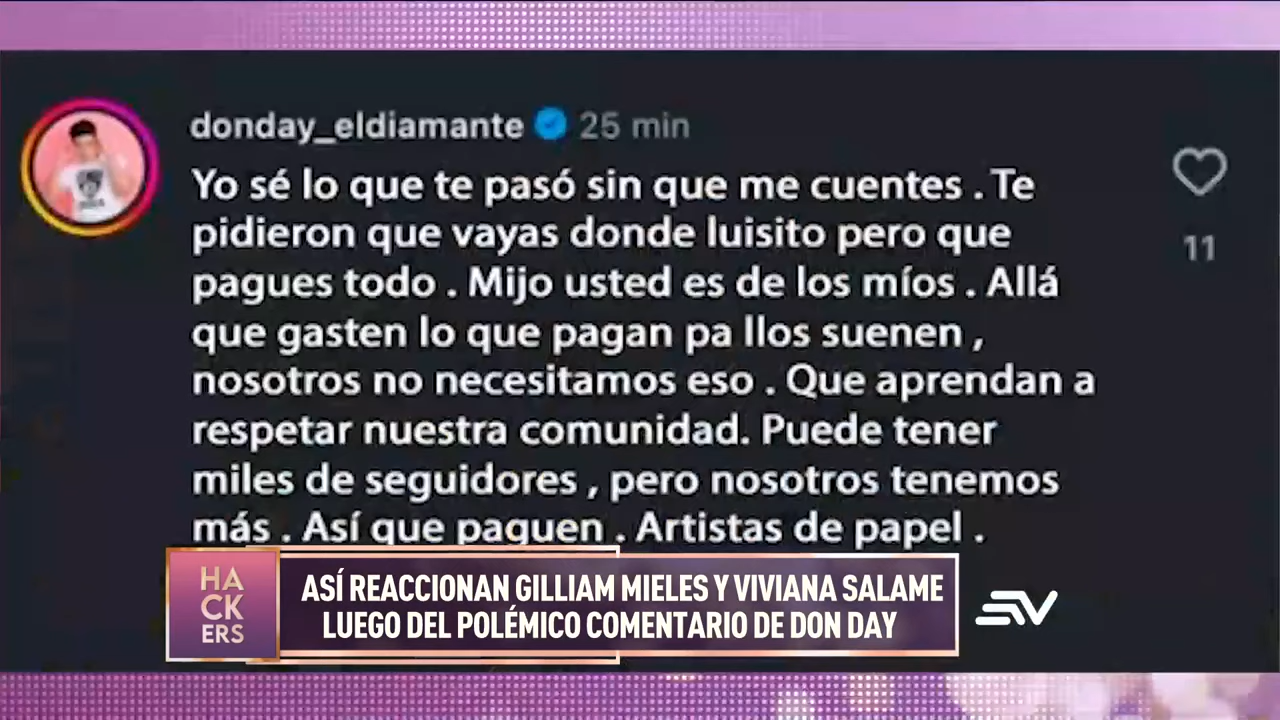 donday_eldiamante 25 min
Yo sé lo que te pasó sin que me cuentes . Te
pidieron que vayas donde luisito pero que
pagues todo . Mijo usted es de los míos . Allá
que gasten lo que pagan pa llos suenen ,
nosotros no necesitamos eso . Que aprendan a
respetar nuestra comunidad. Puede tener
miles de seguidores , pero nosotros tenemos
más . Así que paguen . Artistas de papel .
11
HA
CK
ERS
ASÍ REACCIONAN GILLIAM MIELES Y VIVIANA SALAME
LUEGO DEL POLÉMICO COMENTARIO DE DON DAY